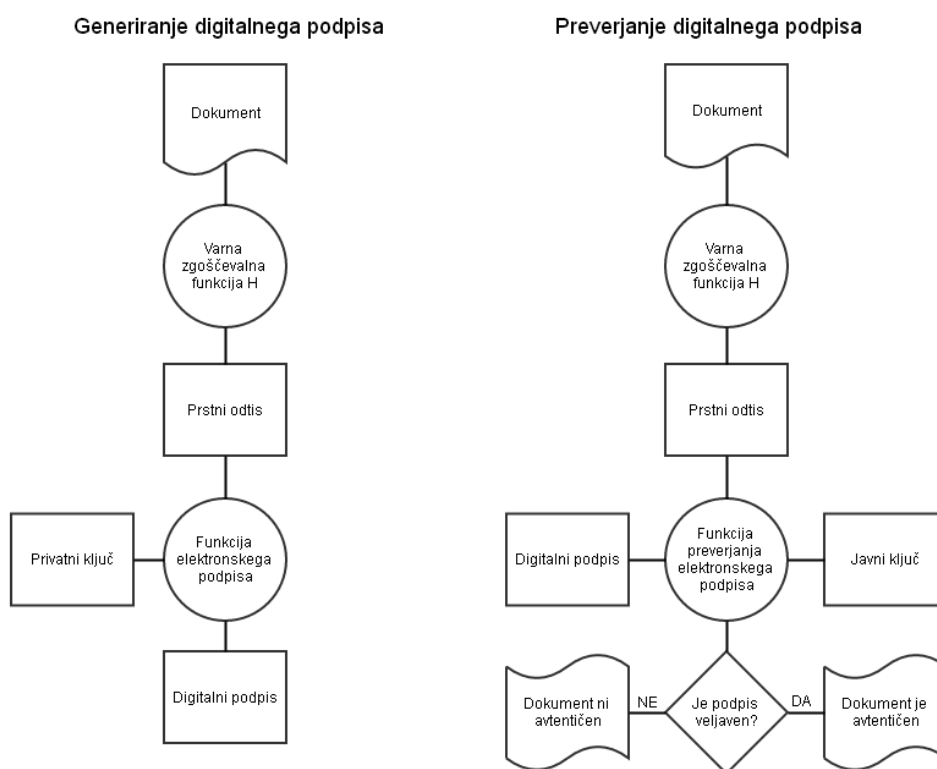 Generiranje digitalnega podpisa
Dokument
Varna
zgoščevalna
funkcija H
Prstni odtis
Privatni ključ
Funkcija
elektronskega
podpisa
Digitalni podpis
Preverjanje digitalnega podpisa
Dokument
Varna
zgoščevalna
funkcija H
Prstni odtis
Digitalni podpis
Funkcija
preverjanja
elektronskega
podpisa
Javni ključ
Dokument ni
avtentičen
NE
Je podpis
veljaven?
DA
Dokument je
avtentičen